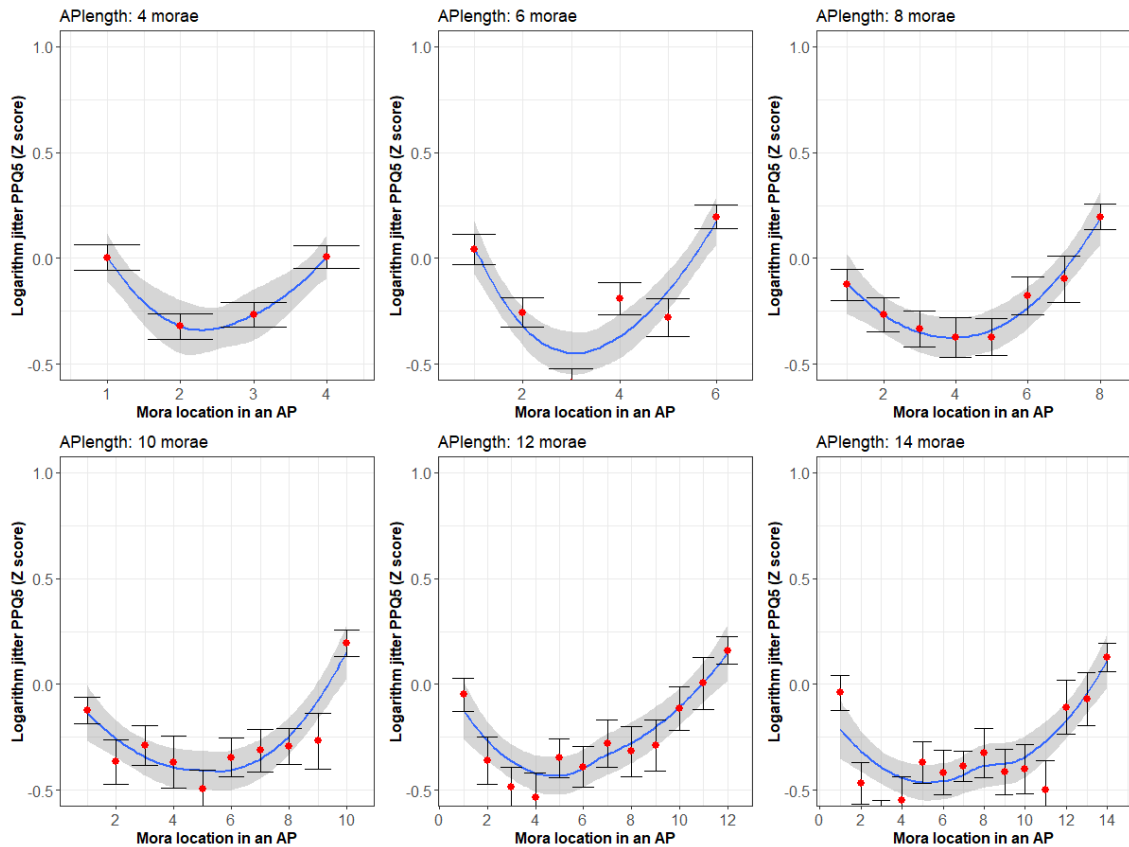 APlength: 4 morae
1.0
0.5
0.0
-0.5
Logarithm jitter PPQ5 (Z score)
1 2 3 4
Mora location in an AP
APlength: 6 morae
1.0
0.5
0.0
-0.5
Logarithm jitter PPQ5 (Z score)
2 4 6
Mora location in an AP
APlength: 8 morae
1.0
0.5
0.0
-0.5
Logarithm jitter PPQ5 (Z score)
2 4 6 8
Mora location in an AP
APlength: 10 morae
1.0
0.5
0.0
-0.5
Logarithm jitter PPQ5 (Z score)
2 4 6 8 10
Mora location in an AP
APlength: 12 morae
1.0
0.5
0.0
-0.5
Logarithm jitter PPQ5 (Z score)
0 2 4 6 8 10 12
Mora location in an AP
APlength: 14 morae
1.0
0.5
0.0
-0.5
Logarithm jitter PPQ5 (Z score)
0 2 4 6 8 10 12 14
Mora location in an AP